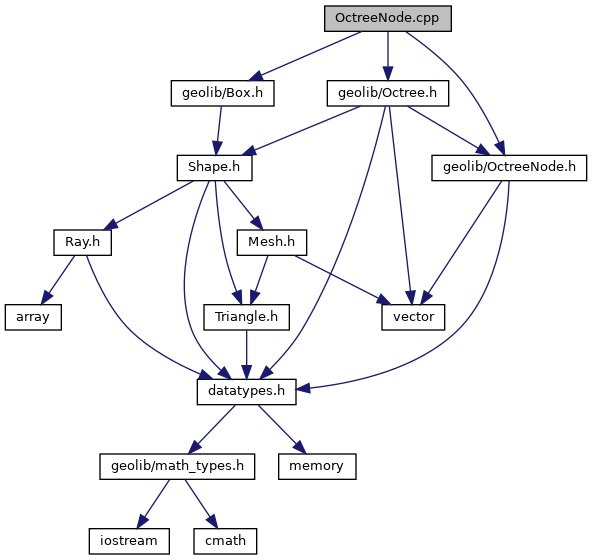 OctreeNode.cpp
geolib/Box.h
geolib/Octree.h
Shape.h
geolib/OctreeNode.h
Ray.h
Mesh.h
array
Triangle.h
vector
datatypes.h
geolib/math_types.h
memory
iostream
cmath